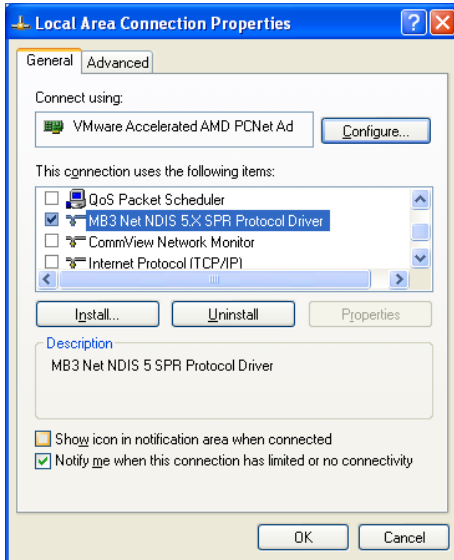 Local Area Connection Properties
General Advanced
Connect using:
VMware Accelerated AMD PCNet Ad
Configure...
This connection uses the following items:
QoS Packet Scheduler
MB3 Net NDIS 5.X SPR Protocol Driver
CommView Network Monitor
Internet Protocol (TCP/IP)
Install... Uninstall Properties
Description
MB3 Net NDIS 5 SPR Protocol Driver
Show icon in notification area when connected
Notify me when this connection has limited or no connectivity
OK Cancel